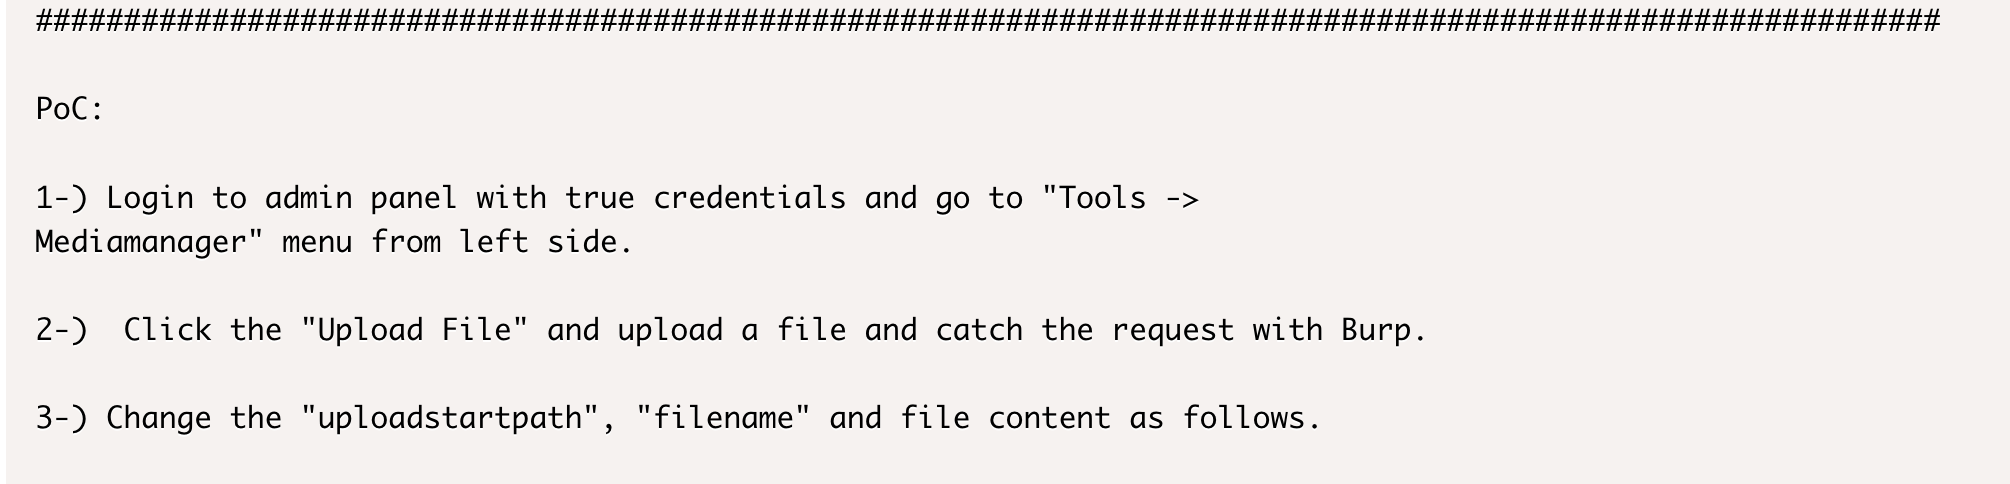 ############################################################################################################
PoC:
1-) Login to admin panel with true credentials and go to "Tools ->
Mediamanager" menu from left side.
2-)  Click the "Upload File" and upload a file and catch the request with Burp.
3-) Change the "uploadstartpath", "filename" and file content as follows.